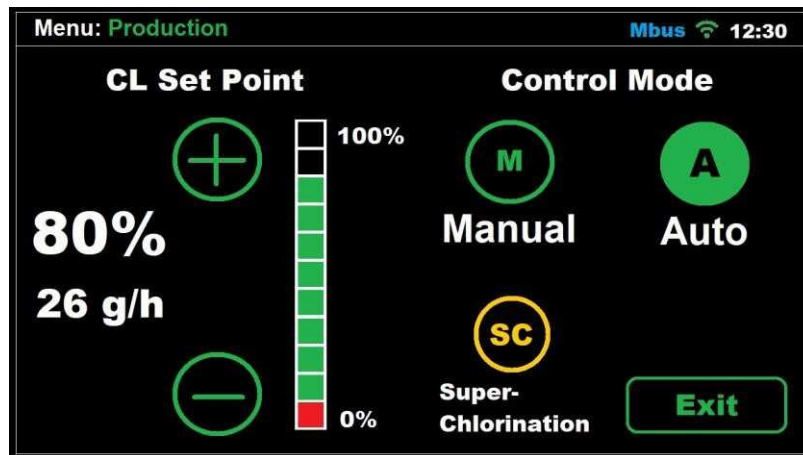 Menu: Production
Mbus 12:30
CL Set Point
Control Mode
100%
M
A
80%
Manual
Auto
26 g/h
SC
Super-
Chlorination
0%
Exit